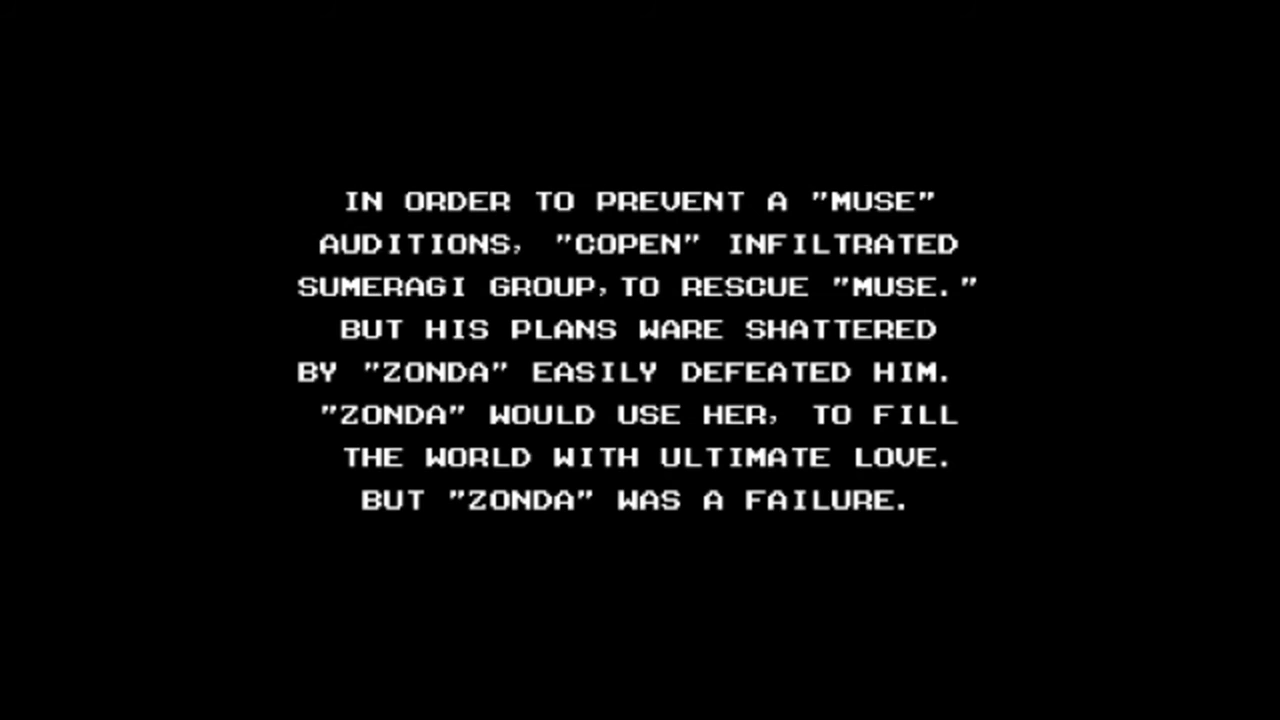 IN ORDER TO PREVENT A "MUSE"
AUDITIONS, "COPEN" INFILTRATED
SUMERAGI GROUP,TO RESCUE "MUSE."
BUT HIS PLANS WARE SHATTERED
BY "ZONDA" EASILY DEFEATED HIM.
"ZONDA" WOULD USE HER, TO FILL
THE WORLD WITH ULTIMATE LOVE.
BUT "ZONDA" WAS A FAILURE.